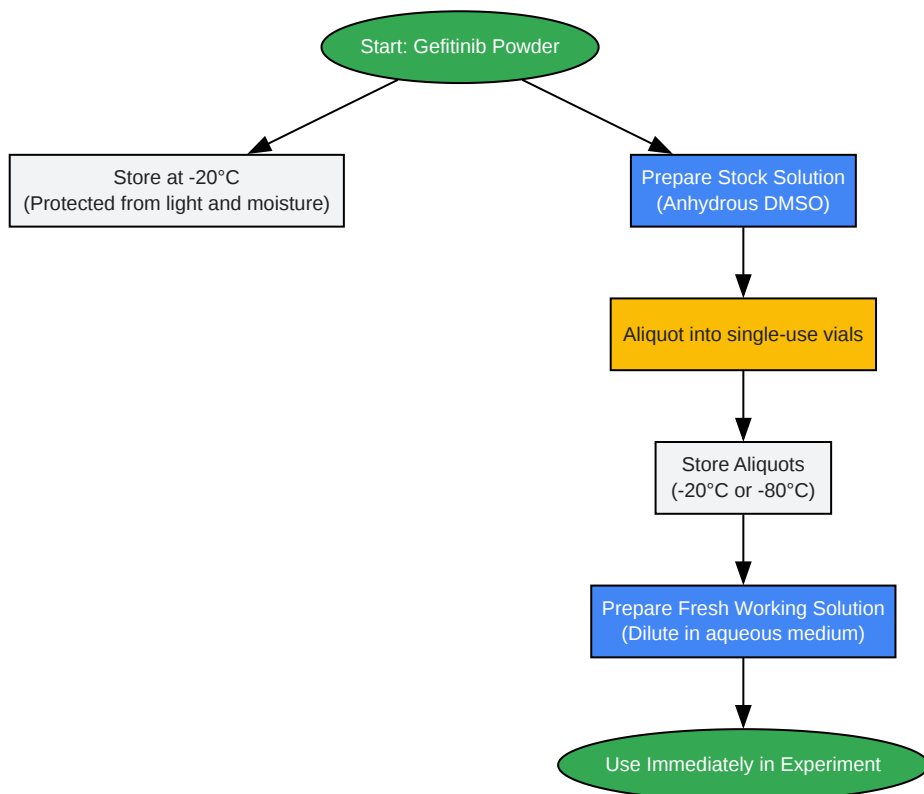 Start: Gefitinib Powder
Store at -20°C
(Protected from light and moisture)
Prepare Stock Solution
(Anhydrous DMSO)
Aliquot into single-use vials
Store Aliquots
(-20°C or -80°C)
Prepare Fresh Working Solution
(Dilute in aqueous medium)
Use Immediately in Experiment